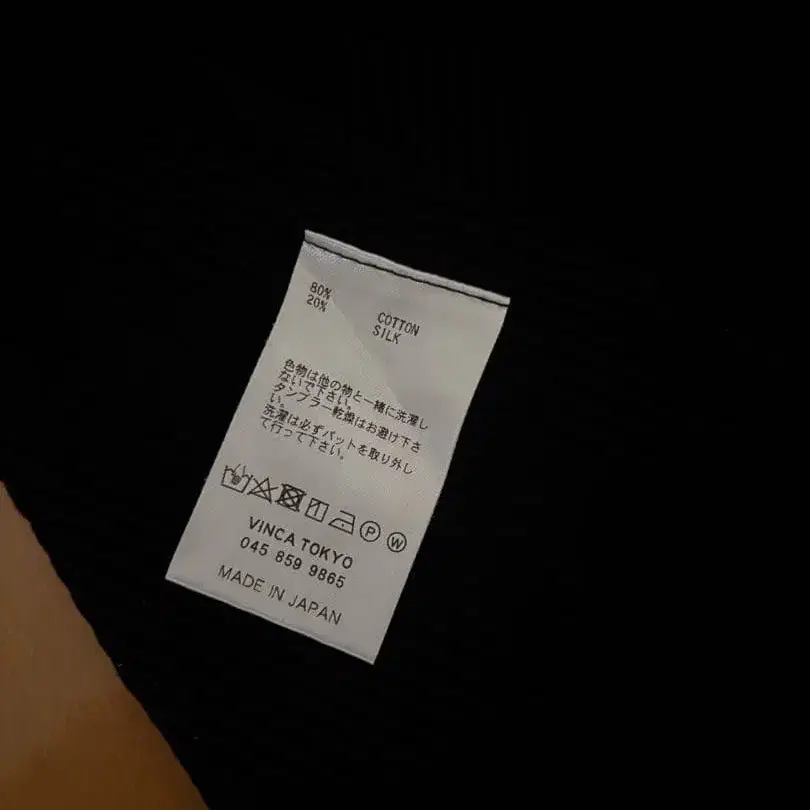 80%
20%
COTTON
SILK
色物は他の物と一緒に洗濯し
ないで下さい。
タンブラー乾燥はお避け下さ
い。
洗濯は必ずパットを取り外し
て行って下さい。
P W
VINCA TOKYO
045 859 9865
MADE IN JAPAN